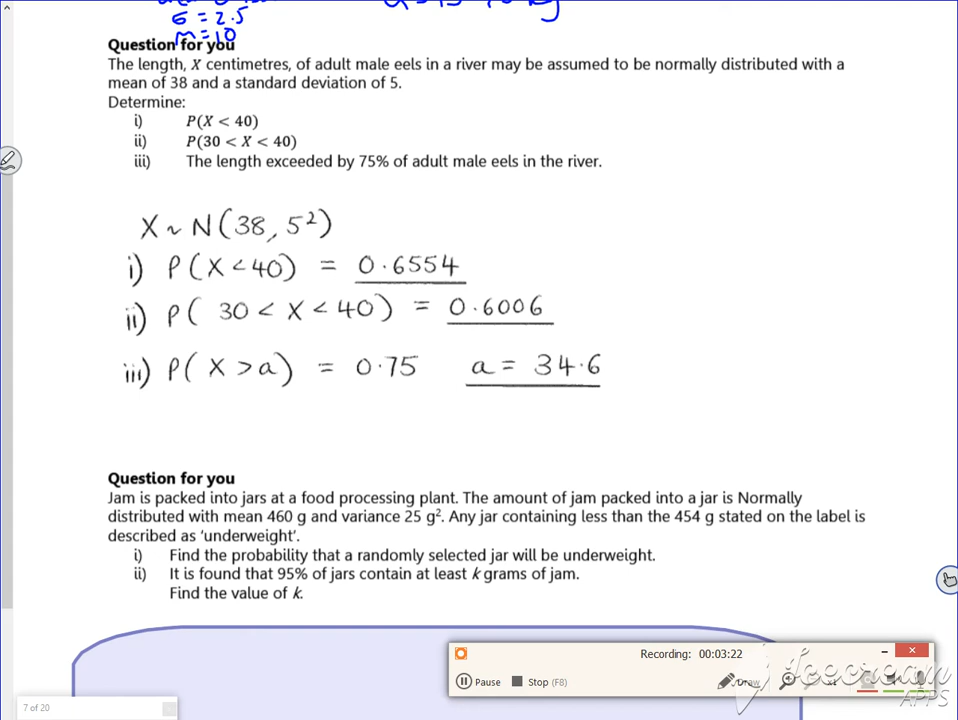 σ = 2.5
m = 10
Question for you
The length, X centimetres, of adult male eels in a river may be assumed to be normally distributed with a
mean of 38 and a standard deviation of 5.
Determine:
i) P(X < 40)
ii) P(30 < X < 40)
iii) The length exceeded by 75% of adult male eels in the river.
X ~ N(38, 5²)
i) P(X < 40) = 0.6554
ii) P( 30 < X < 40) = 0.6006
iii) P( X > a) = 0.75 a = 34.6
Question for you
Jam is packed into jars at a food processing plant. The amount of jam packed into a jar is Normally
distributed with mean 460 g and variance 25 g². Any jar containing less than the 454 g stated on the label is
described as ‘underweight’.
i) Find the probability that a randomly selected jar will be underweight.
ii) It is found that 95% of jars contain at least k grams of jam.
Find the value of k.
Recording: 00:03:22
Pause Stop (F8) Draw x1
Icecream
APPS
7 of 20